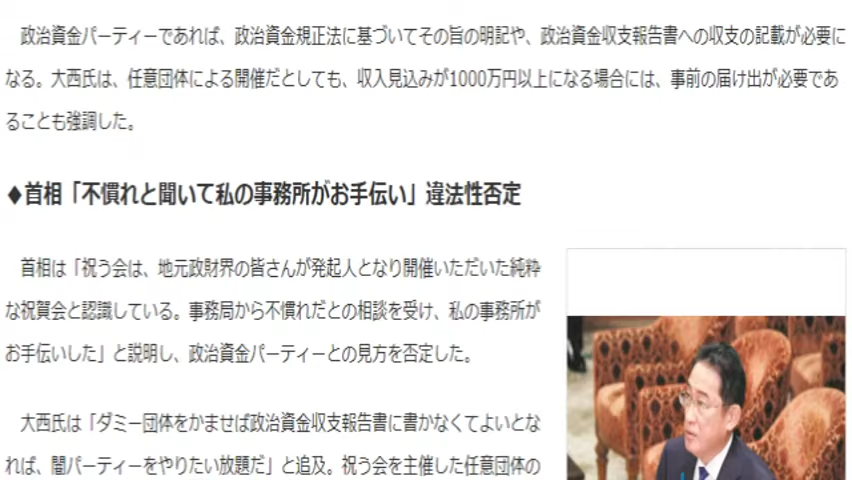 政治資金パーティーであれば、政治資金規正法に基づいてその旨の明記や、政治資金収支報告書への収支の記載が必要に
なる。大西氏は、任意団体による開催だとしても、収入見込みが1000万円以上になる場合には、事前の届け出が必要であ
ることも強調した。
◆首相「不慣れと聞いて私の事務所がお手伝い」違法性否定
首相は「祝う会は、地元政財界の皆さんが発起人となり開催いただいた純粋
な祝賀会と認識している。事務局から不慣れだとの相談を受け、私の事務所が
お手伝いした」と説明し、政治資金パーティーとの見方を否定した。
大西氏は「ダミー団体をかませば政治資金収支報告書に書かなくてよいとな
れば、闇パーティーをやりたい放題だ」と追及。祝う会を主催した任意団体の